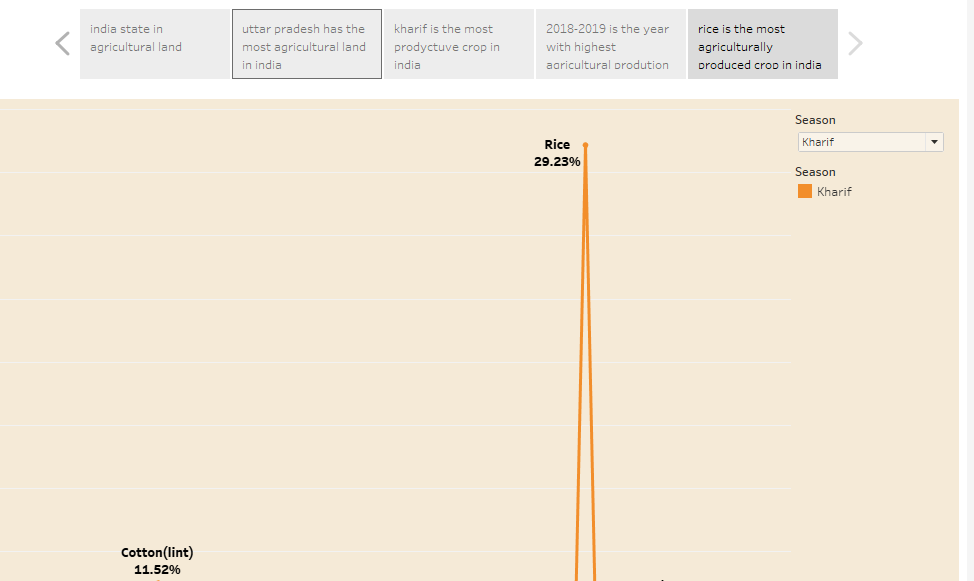 india state in
agricultural land
uttar pradesh has the
most agricultural land
in india
kharif is the most
prodyctuve crop in
india
2018-2019 is the year
with highest
agricultural prodution
rice is the most
agriculturally
produced crop in india
Season
Kharif
Season
Kharif
Rice
29.23%
Cotton(lint)
11.52%